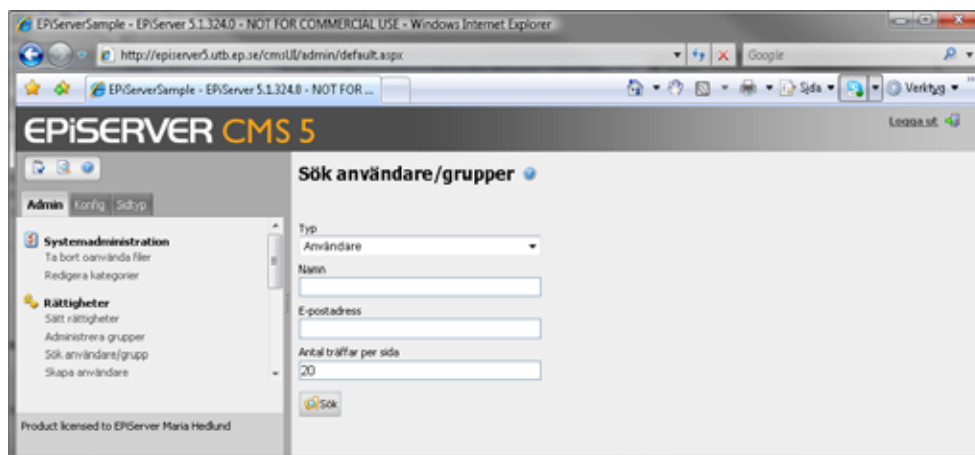 EPiServerSample - EPiServer 5.1.324.0 - NOT FOR COMMERCIAL USE - Windows Internet Explorer
http://episerver5.utb.ep.se/cmsUI/admin/default.aspx
Google
EPiServerSample - EPiServer 5.1.324.0 - NOT FOR ...
Sida
Verktyg
EPiSERVER CMS 5
Logga ut
Admin Konfig Sidtyp
Systemadministration
Ta bort oanvända filer
Redigera kategorier
Rättigheter
Sätt rättigheter
Administrera grupper
Sök användare/grupp
Skapa användare
Product licensed to EPiServer Maria Hedlund
Sök användare/grupper
Typ
Användare
Namn
E-postadress
Antal träffar per sida
20
Sök